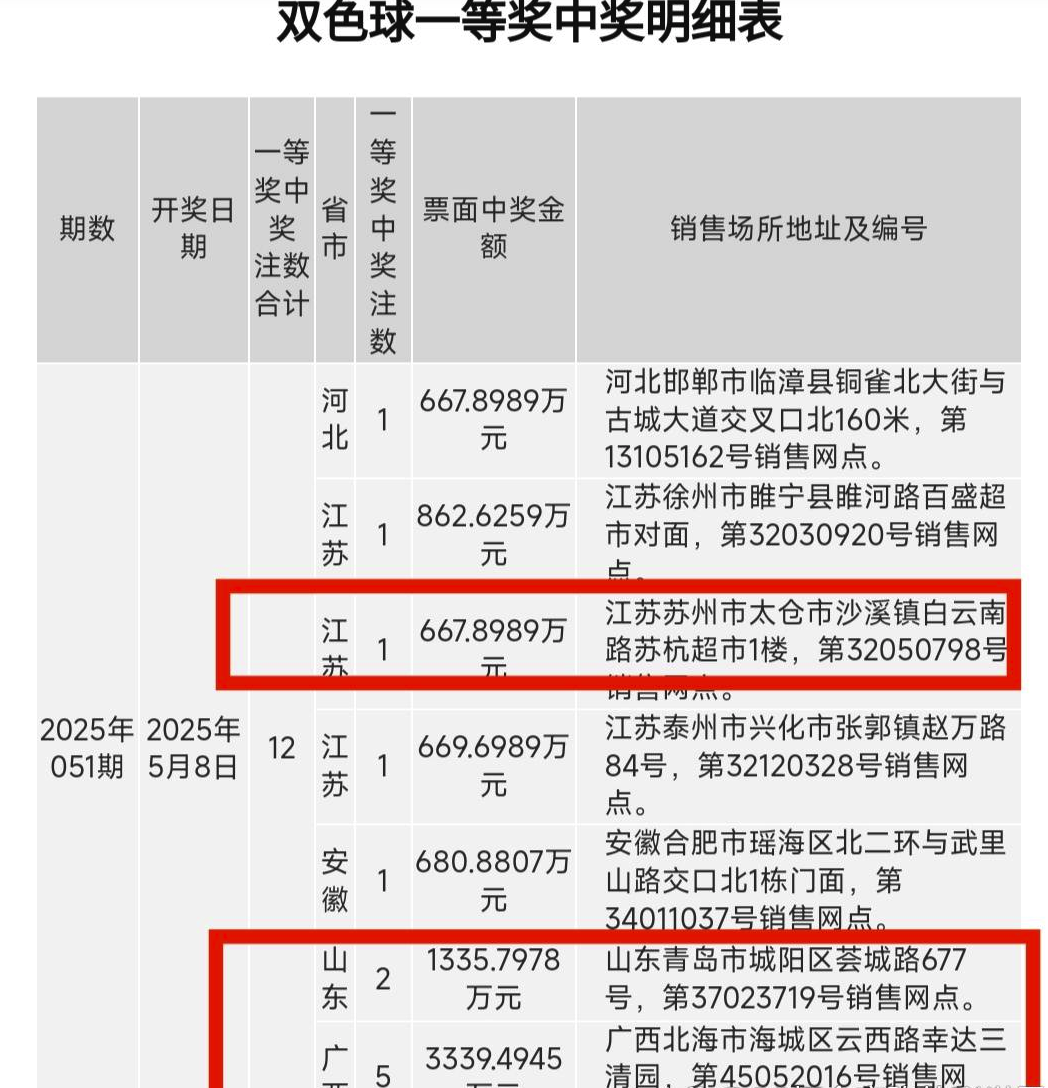 双色球一等奖中奖明细表
期数
开奖日
期
一等
奖中
奖
注数
合计
省
市
一
等
奖
中
奖
注
数
票面中奖金
额
销售场所地址及编号
2025年
051期
2025年
5月8日
12
河
北
1
667.8989万
元
河北邯郸市临漳县铜雀北大街与
古城大道交叉口北160米，第
13105162号销售网点。
江
苏
1
862.6259万
元
江苏徐州市睢宁县睢河路百盛超
市对面，第32030920号销售网
点。
江
苏
1
667.8989万
元
江苏苏州市太仓市沙溪镇白云南
路苏杭超市1楼，第32050798号
销售网点。
江
苏
1
669.6989万
元
江苏泰州市兴化市张郭镇赵万路
84号，第32120328号销售网
点。
安
徽
1
680.8807万
元
安徽合肥市瑶海区北二环与武里
山路交口北1栋门面，第
34011037号销售网点。
山
东
2
1335.7978
万元
山东青岛市城阳区荟城路677
号，第37023719号销售网点。
广
西
5
3339.4945
万元
广西北海市海城区云西路幸达三
清园，第45052016号销售网